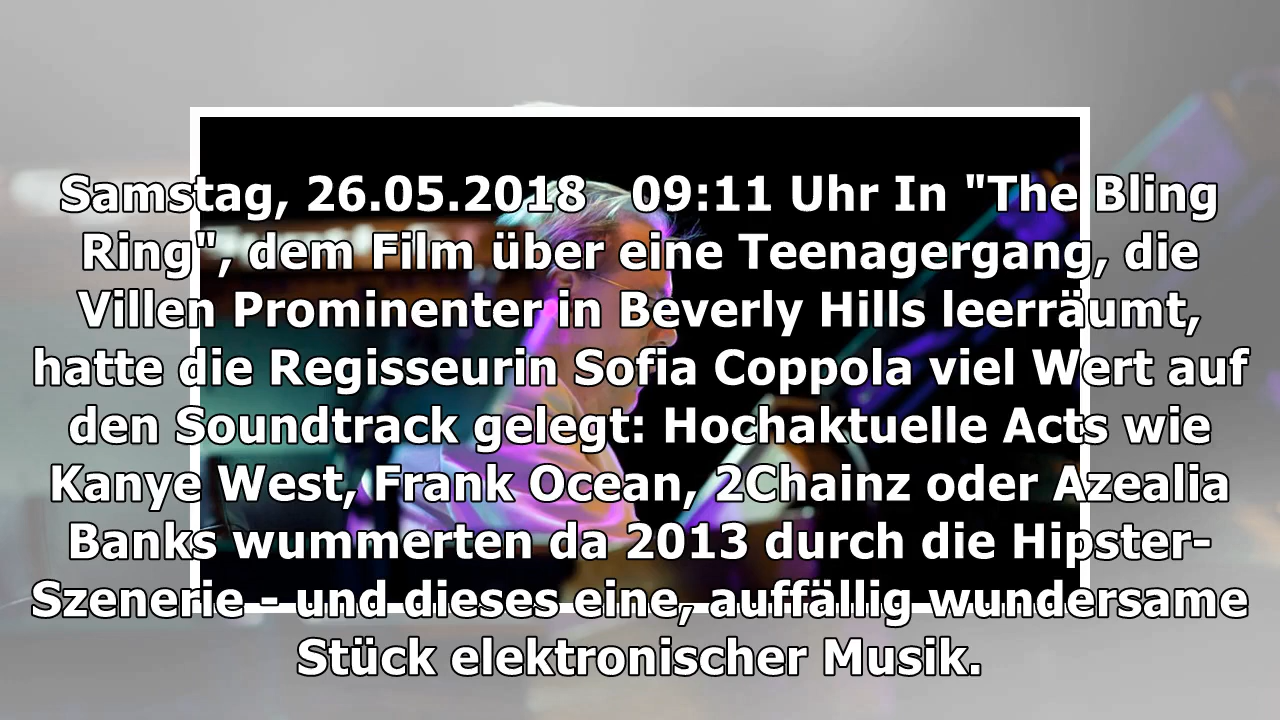 Samstag, 26.05.2018   09:11 Uhr In "The Bling
Ring", dem Film über eine Teenagergang, die
Villen Prominenter in Beverly Hills leerräumt,
hatte die Regisseurin Sofia Coppola viel Wert auf
den Soundtrack gelegt: Hochaktuelle Acts wie
Kanye West, Frank Ocean, 2Chainz oder Azealia
Banks wummerten da 2013 durch die Hipster-
Szenerie - und dieses eine, auffällig wundersame
Stück elektronischer Musik.